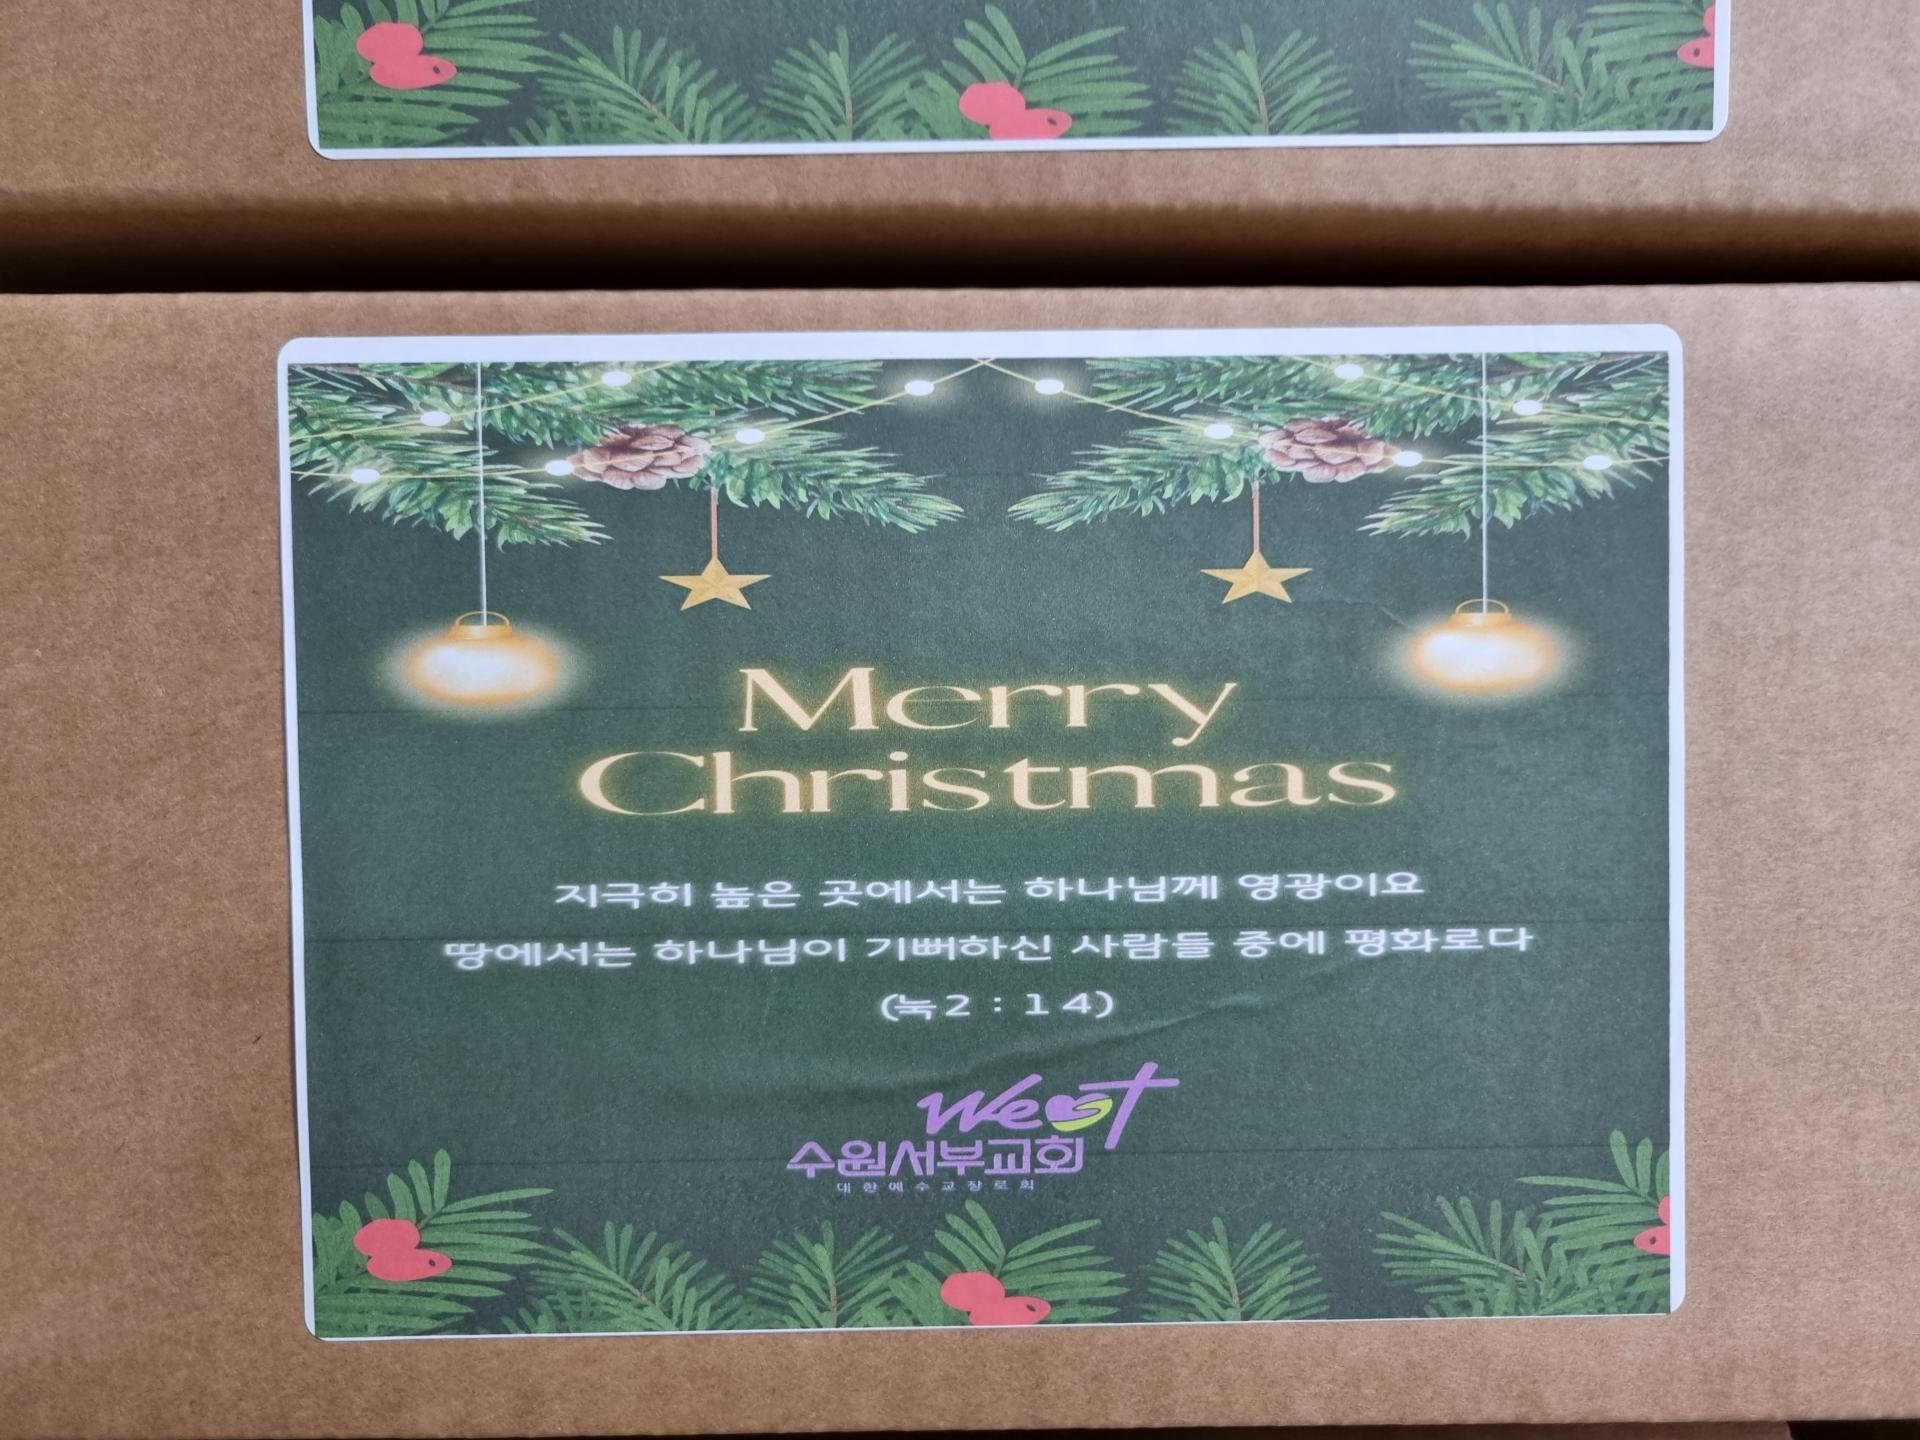 Merry
Christmas
지극히 높은 곳에서는 하나님께 영광이요
땅에서는 하나님이 기뻐하신 사람들 중에 평화로다
(눅2 : 14)
West
수원서부교회
대한예수교장로회